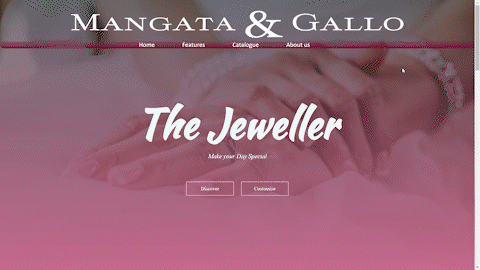 MANGATA & GALLO
Home Features Catalogue About us
The Jeweller
Make your Day Special
Discover Customize